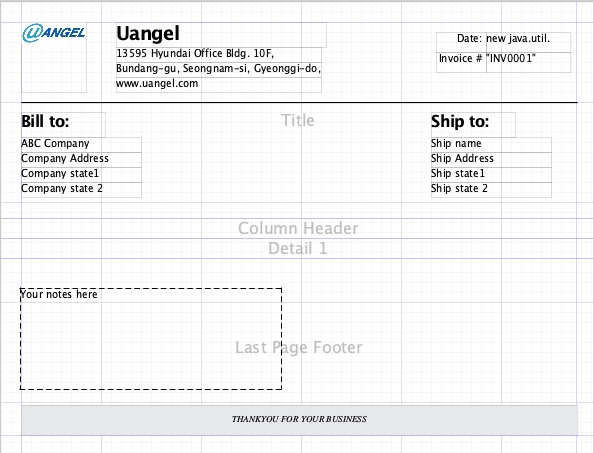 @UANGEL
Uangel
13595 Hyundai Office Bldg. 10F,
Bundang-gu, Seongnam-si, Gyeonggi-do,
www.uangel.com
Date: new java.util.
Invoice # "INV0001"
Title
Bill to:
ABC Company
Company Address
Company state1
Company state 2
Ship to:
Ship name
Ship Address
Ship state1
Ship state 2
Column Header
Detail 1
Your notes here
Last Page Footer
THANKYOU FOR YOUR BUSINESS